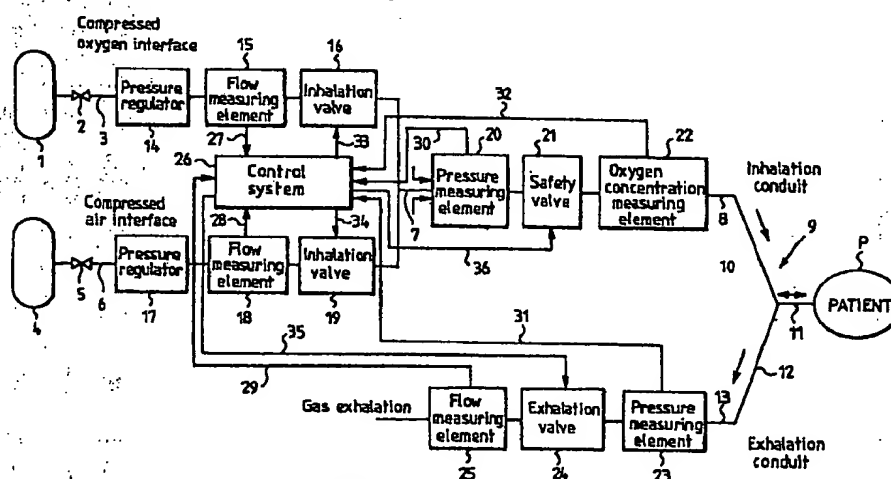 Compressed
oxygen interface
15
16
Flow
measuring
element
Inhalation
valve
Pressure
regulator
1
2
3
14
27
33
32
30
20
21
22
26
Control
system
Pressure
measuring
element
Safety
valve
Oxygen
concentration
measuring
element
Inhalation
conduit
8
9
10
7
Compressed
air interface
28
34
36
Pressure
regulator
Flow
measuring
element
Inhalation
valve
4
5
6
17
18
19
P
PATIENT
11
35
31
29
12
13
Gas exhalation
Flow
measuring
element
Exhalation
valve
Pressure
measuring
element
25
24
23
Exhalation
conduit